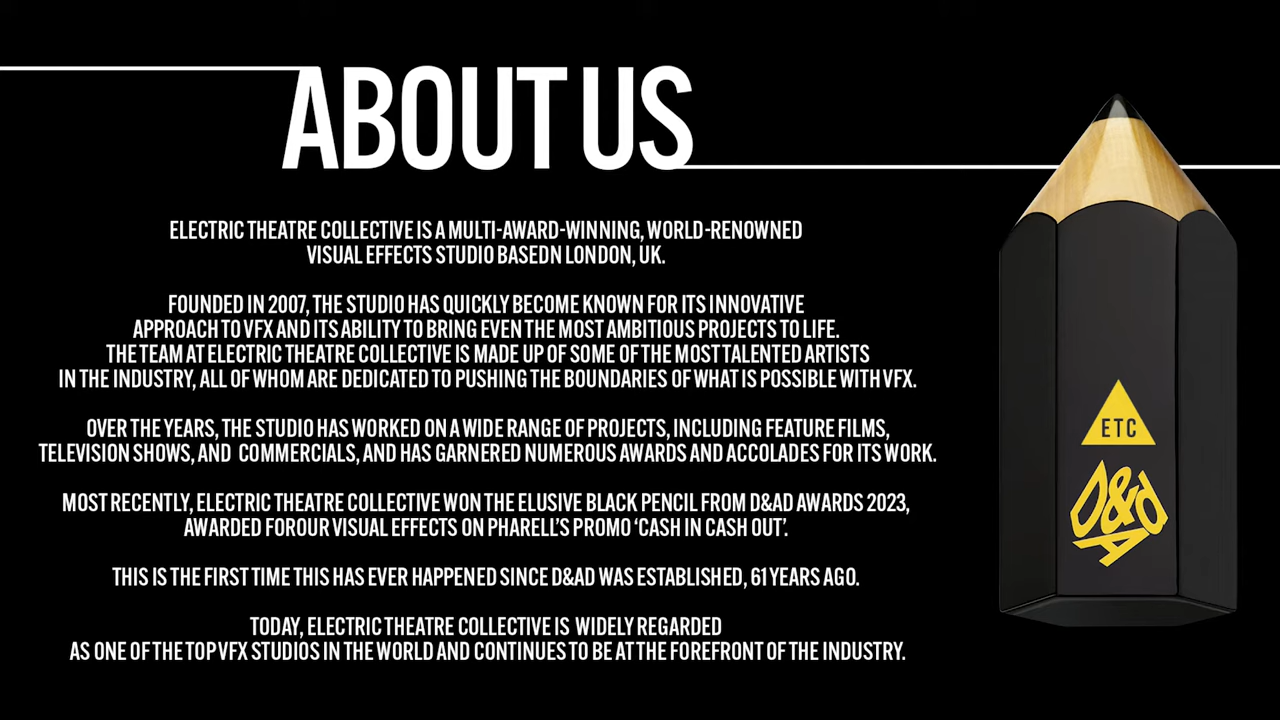 ABOUT US
ELECTRIC THEATRE COLLECTIVE IS A MULTI-AWARD-WINNING, WORLD-RENOWNED
VISUAL EFFECTS STUDIO BASEDN LONDON, UK.
FOUNDED IN 2007, THE STUDIO HAS QUICKLY BECOME KNOWN FOR ITS INNOVATIVE
APPROACH TO VFX AND ITS ABILITY TO BRING EVEN THE MOST AMBITIOUS PROJECTS TO LIFE.
THE TEAM AT ELECTRIC THEATRE COLLECTIVE IS MADE UP OF SOME OF THE MOST TALENTED ARTISTS
IN THE INDUSTRY, ALL OF WHOM ARE DEDICATED TO PUSHING THE BOUNDARIES OF WHAT IS POSSIBLE WITH VFX.
OVER THE YEARS, THE STUDIO HAS WORKED ON A WIDE RANGE OF PROJECTS, INCLUDING FEATURE FILMS,
TELEVISION SHOWS, AND COMMERCIALS, AND HAS GARNERED NUMEROUS AWARDS AND ACCOLADES FOR ITS WORK.
MOST RECENTLY, ELECTRIC THEATRE COLLECTIVE WON THE ELUSIVE BLACK PENCIL FROM D&AD AWARDS 2023,
AWARDED FOROUR VISUAL EFFECTS ON PHARELL'S PROMO 'CASH IN CASH OUT'.
THIS IS THE FIRST TIME THIS HAS EVER HAPPENED SINCE D&AD WAS ESTABLISHED, 61 YEARS AGO.
TODAY, ELECTRIC THEATRE COLLECTIVE IS WIDELY REGARDED
AS ONE OF THE TOP VFX STUDIOS IN THE WORLD AND CONTINUES TO BE AT THE FOREFRONT OF THE INDUSTRY.
ETC
D&AD